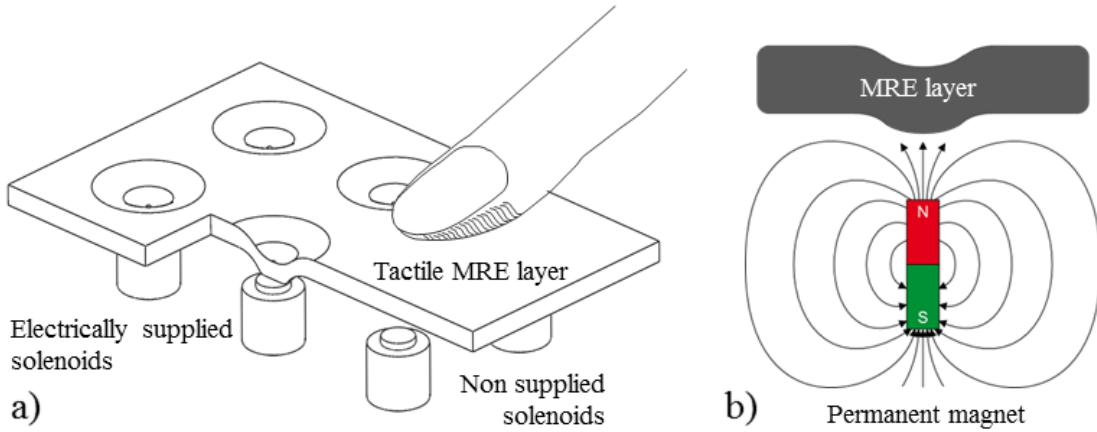 Tactile MRE layer
Electrically supplied
solenoids
Non supplied
solenoids
a)
MRE layer
N
S
b)
Permanent magnet